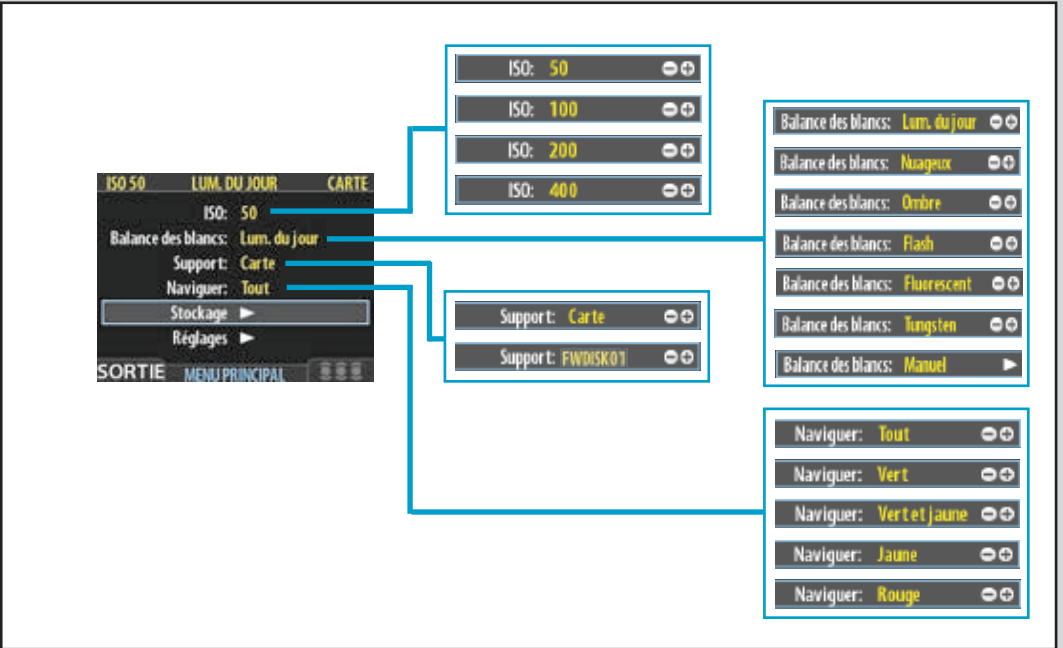 ISO 50 LUM. DU JOUR CARTE
ISO: 50
Balance des blancs: Lum. du jour
Support: Carte
Naviguer: Tout
Stockage
Réglages
SORTIE MENU PRINCIPAL
ISO: 50
ISO: 100
ISO: 200
ISO: 400
Support: Carte
Support: FWDISK01
Balance des blancs: Lum. du jour
Balance des blancs: Nuageux
Balance des blancs: Ombre
Balance des blancs: Flash
Balance des blancs: Fluorescent
Balance des blancs: Tungsten
Balance des blancs: Manuel
Naviguer: Tout
Naviguer: Vert
Naviguer: Vert et jaune
Naviguer: Jaune
Naviguer: Rouge